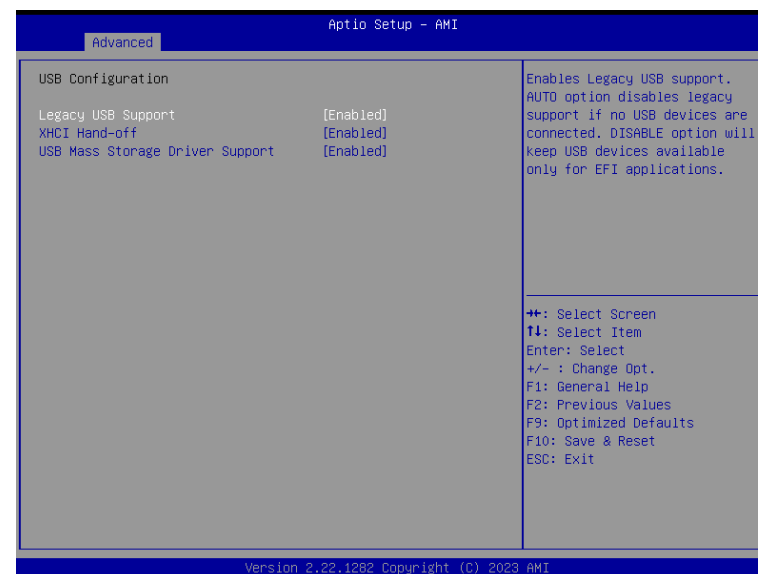 Aptio Setup – AMI
Advanced
USB Configuration
Legacy USB Support [Enabled]
XHCI Hand-off [Enabled]
USB Mass Storage Driver Support [Enabled]
Enables Legacy USB support.
AUTO option disables legacy
support if no USB devices are
connected. DISABLE option will
keep USB devices available
only for EFI applications.
→←: Select Screen
↑↓: Select Item
Enter: Select
+/- : Change Opt.
F1: General Help
F2: Previous Values
F9: Optimized Defaults
F10: Save & Reset
ESC: Exit
Version 2.22.1282 Copyright (C) 2023 AMI